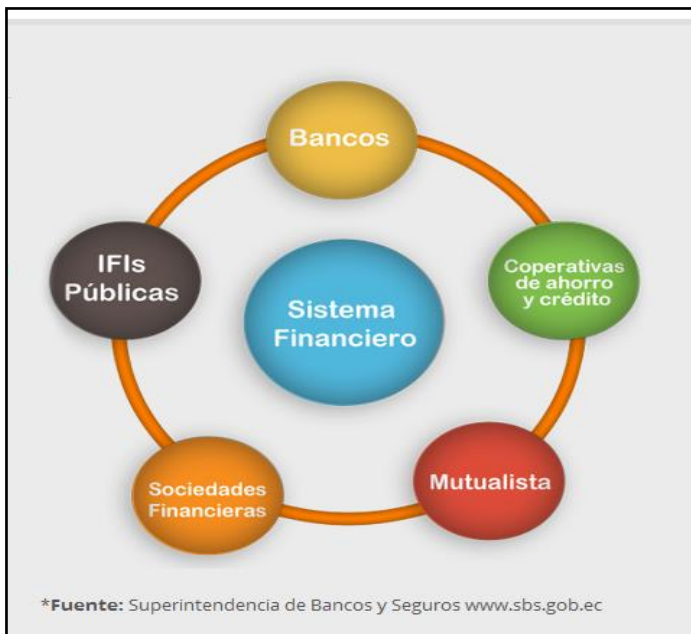 Bancos
IFIs
Públicas
Coperativas
de ahorro
y crédito
Sistema
Financiero
Sociedades
Financieras
Mutualista
*Fuente: Superintendencia de Bancos y Seguros www.sbs.gob.ec